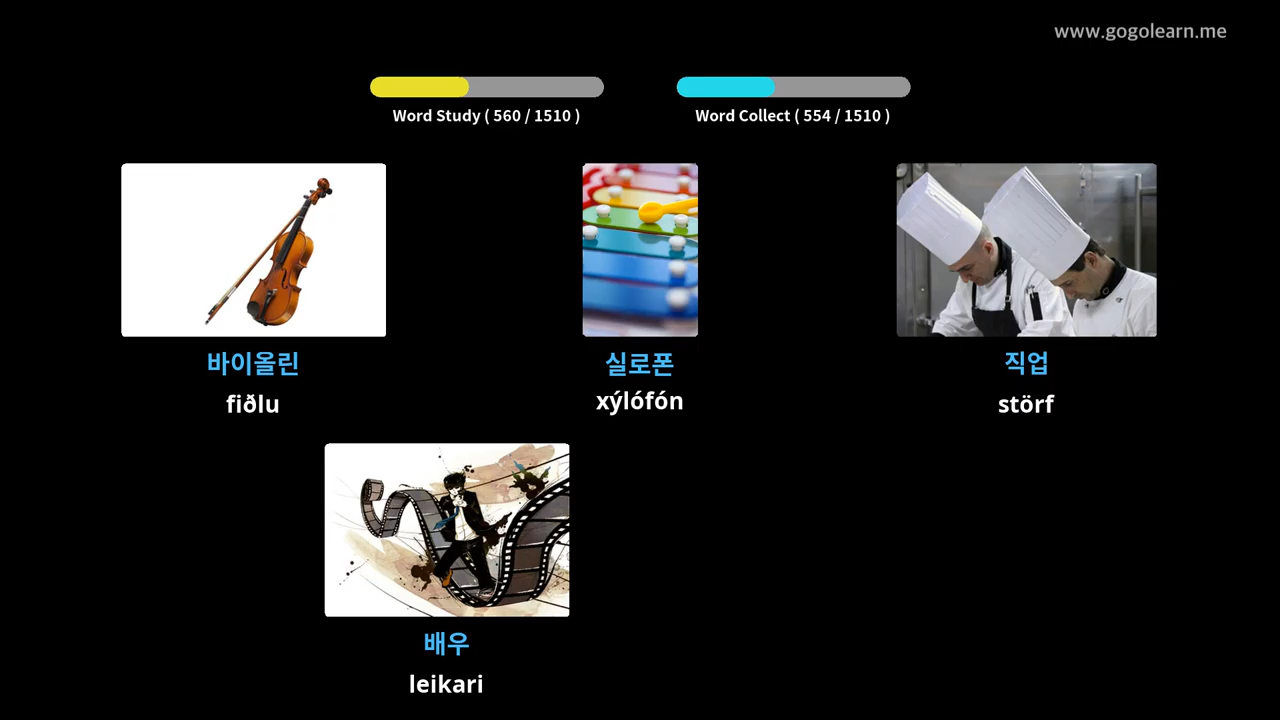 www.gogolearn.me
Word Study ( 560 / 1510 )
Word Collect ( 554 / 1510 )
바이올린
fiðlu
실로폰
xýlófón
직업
störf
배우
leikari